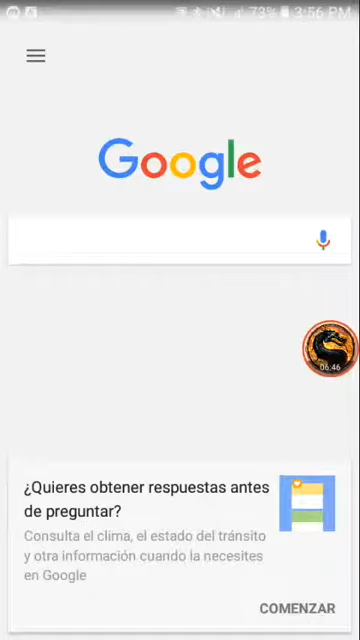 73% 3:56 PM
Google
06:46
¿Quieres obtener respuestas antes
de preguntar?
Consulta el clima, el estado del tránsito
y otra información cuando la necesites
en Google
COMENZAR